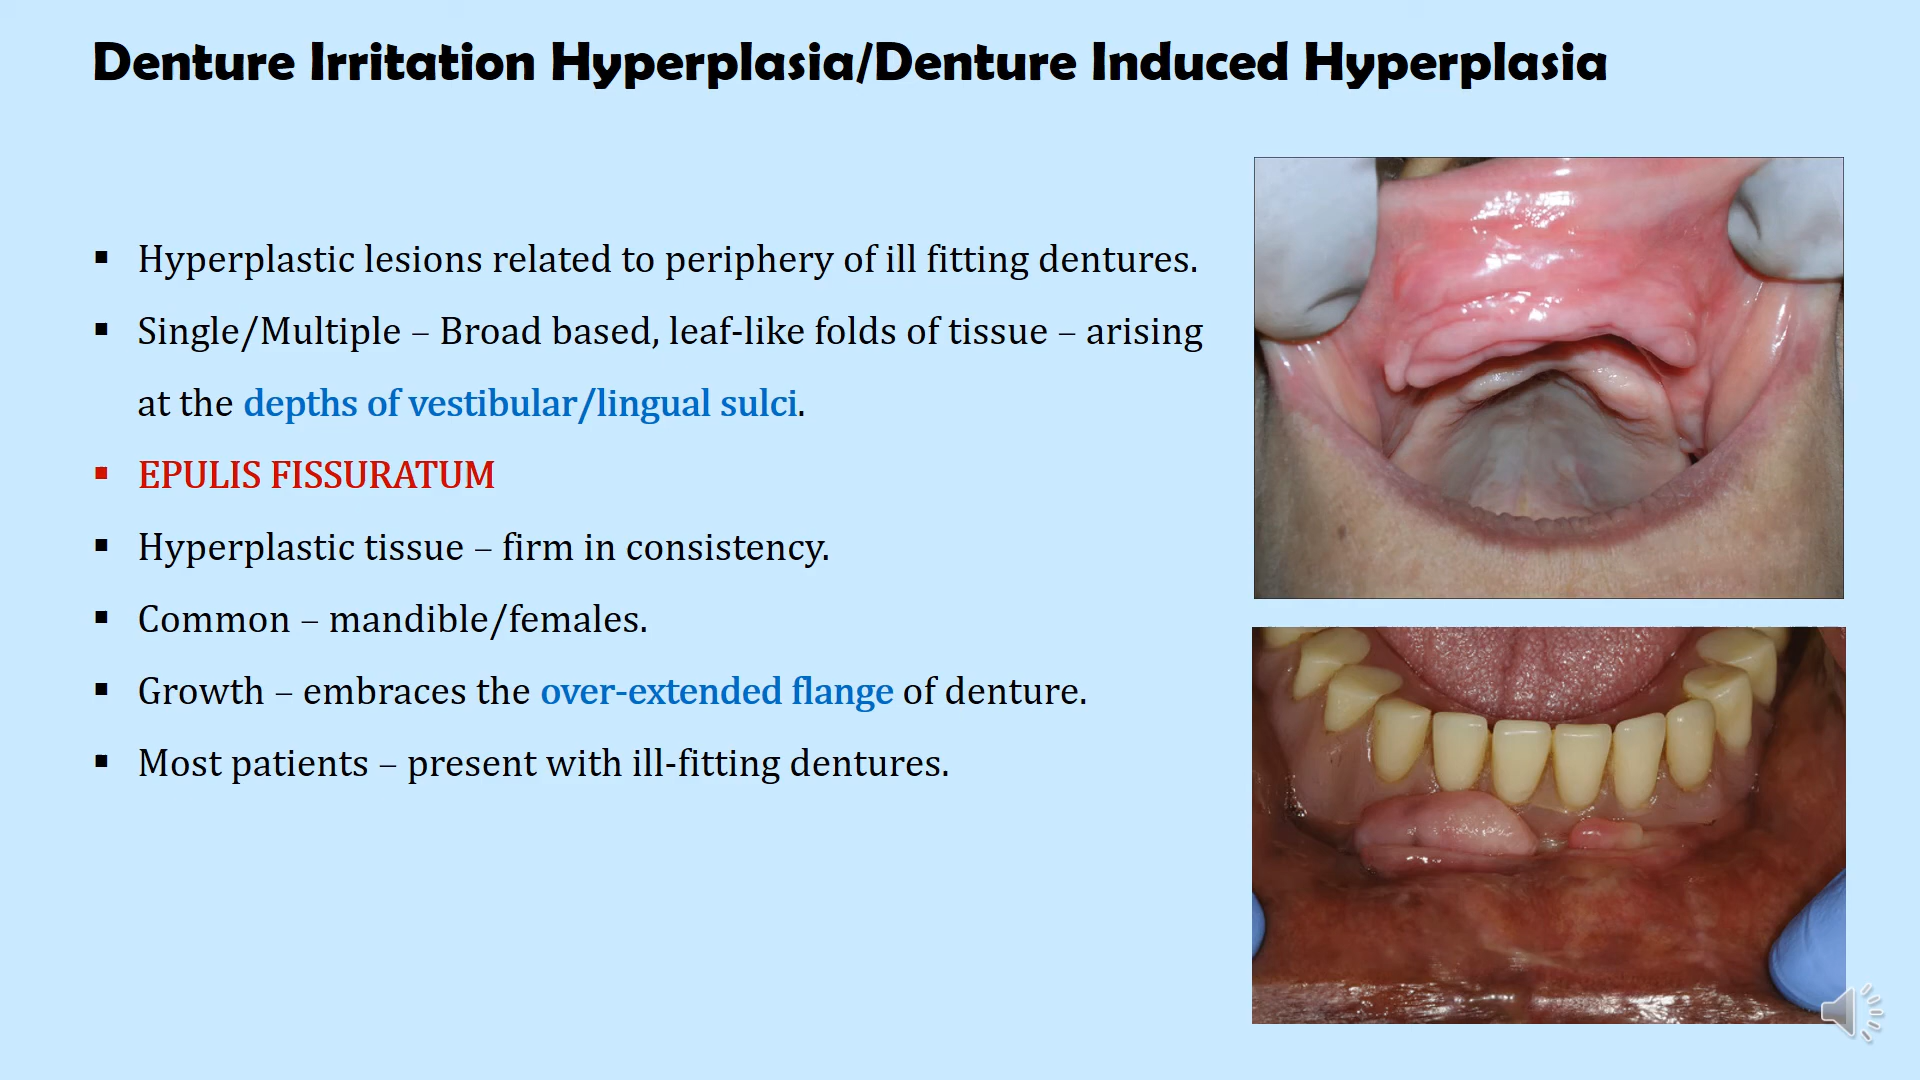 Denture Irritation Hyperplasia/Denture Induced Hyperplasia
▪ Hyperplastic lesions related to periphery of ill fitting dentures.
▪ Single/Multiple – Broad based, leaf-like folds of tissue – arising
at the depths of vestibular/lingual sulci.
▪ EPULIS FISSURATUM
▪ Hyperplastic tissue – firm in consistency.
▪ Common – mandible/females.
▪ Growth – embraces the over-extended flange of denture.
▪ Most patients – present with ill-fitting dentures.